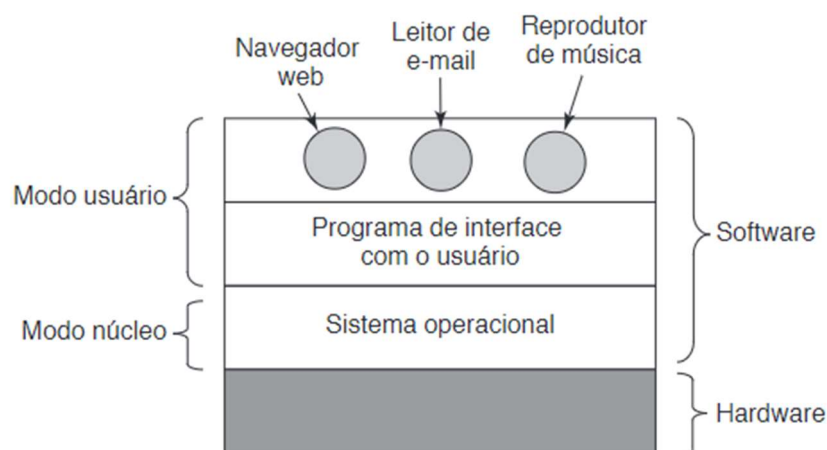 Navegador
web
Leitor de
e-mail
Reprodutor
de música
Modo usuário
Programa de interface
com o usuário
Software
Modo núcleo
Sistema operacional
Hardware